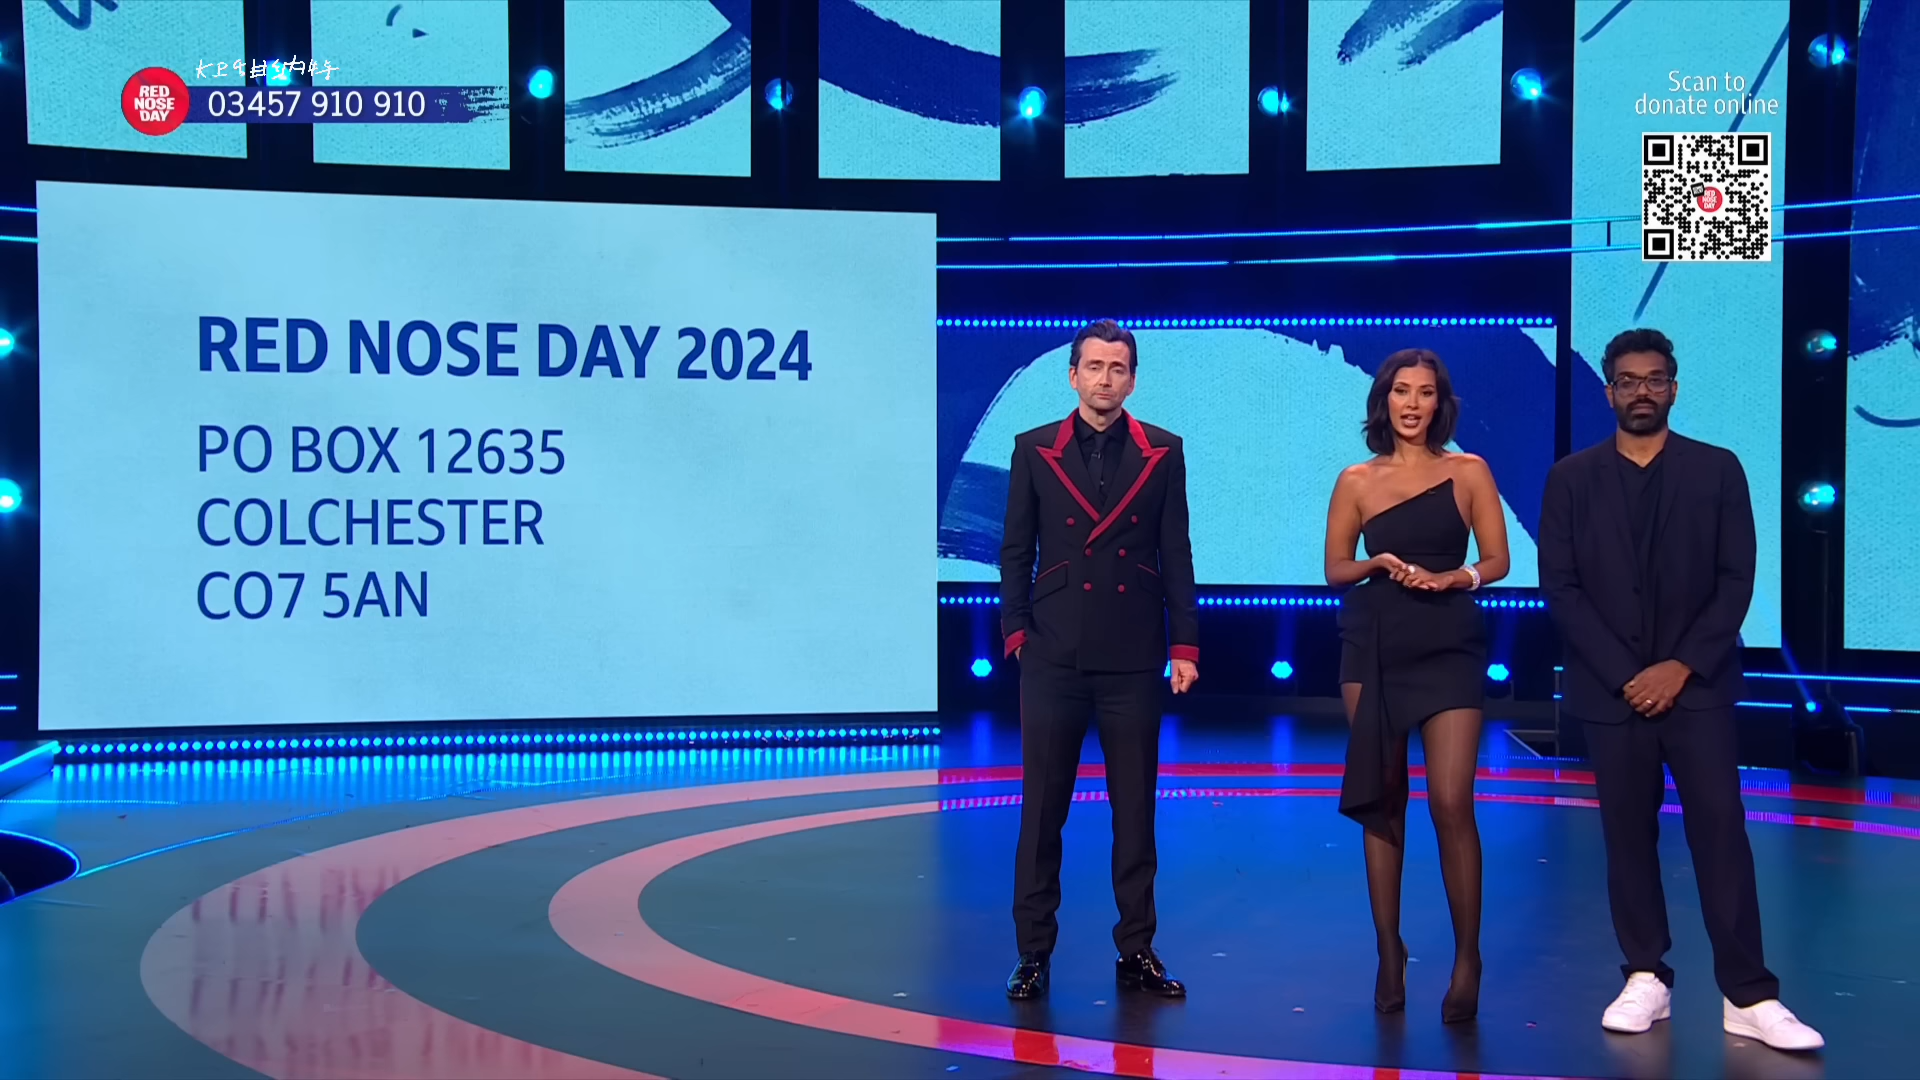 RED
NOSE
DAY
03457 910 910
Scan to
donate online
RED NOSE DAY 2024
PO BOX 12635
COLCHESTER
CO7 5AN